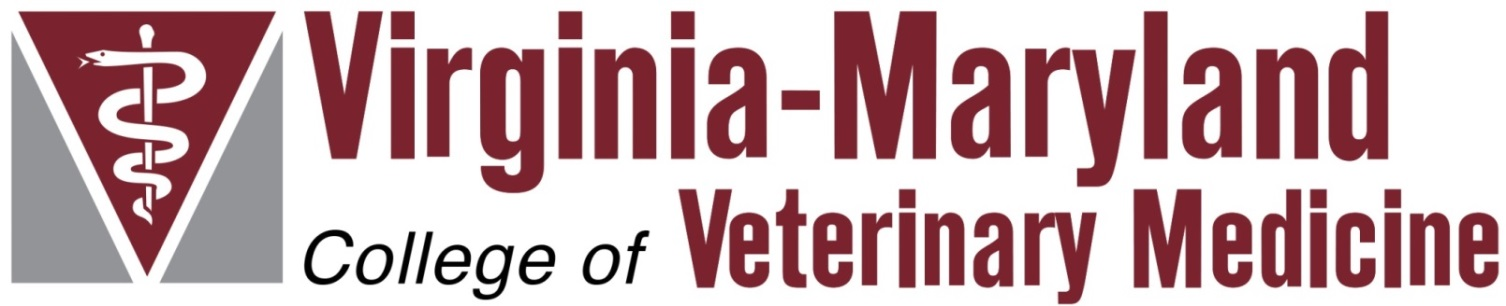 Virginia-Maryland
College of Veterinary Medicine